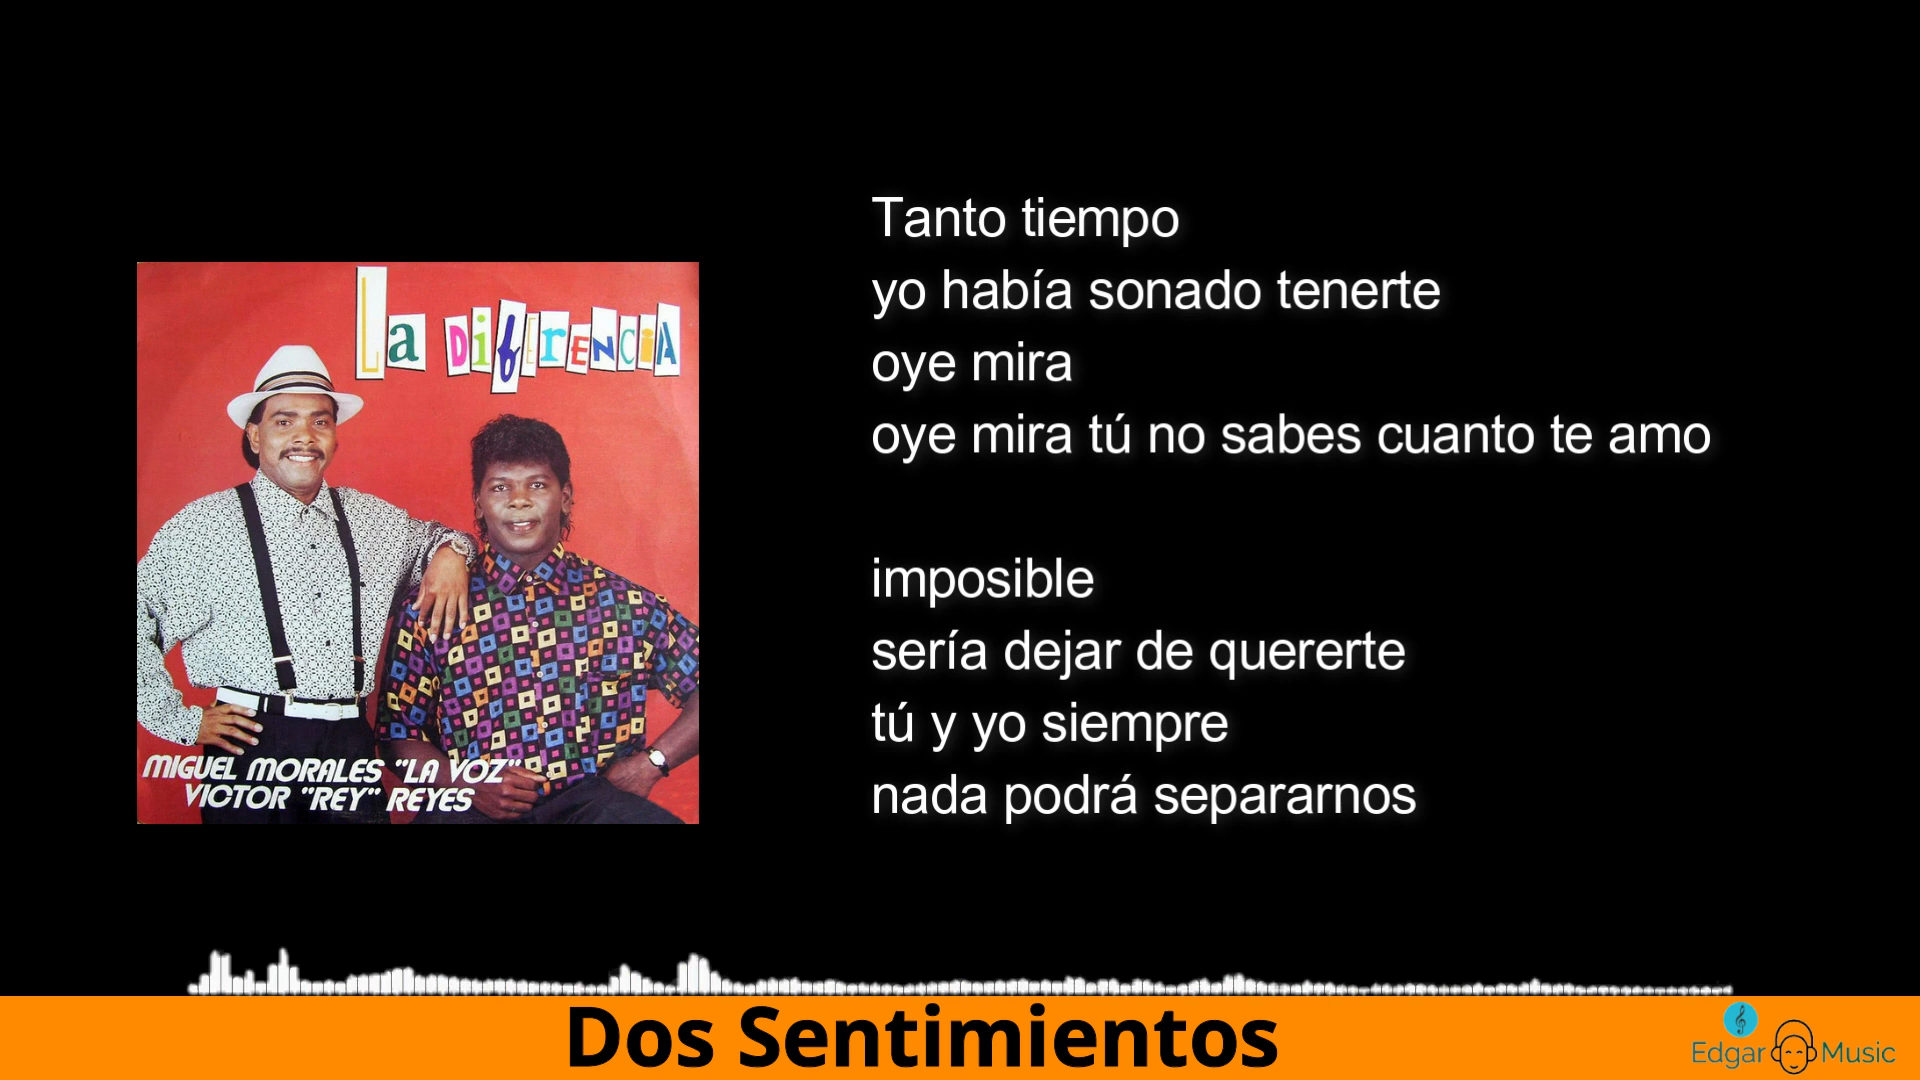 La DifErENCiA
MIGUEL MORALES "LA VOZ"
VICTOR "REY" REYES
Tanto tiempo
yo había sonado tenerte
oye mira
oye mira tú no sabes cuanto te amo
imposible
sería dejar de quererte
tú y yo siempre
nada podrá separarnos
Dos Sentimientos
Edgar Music